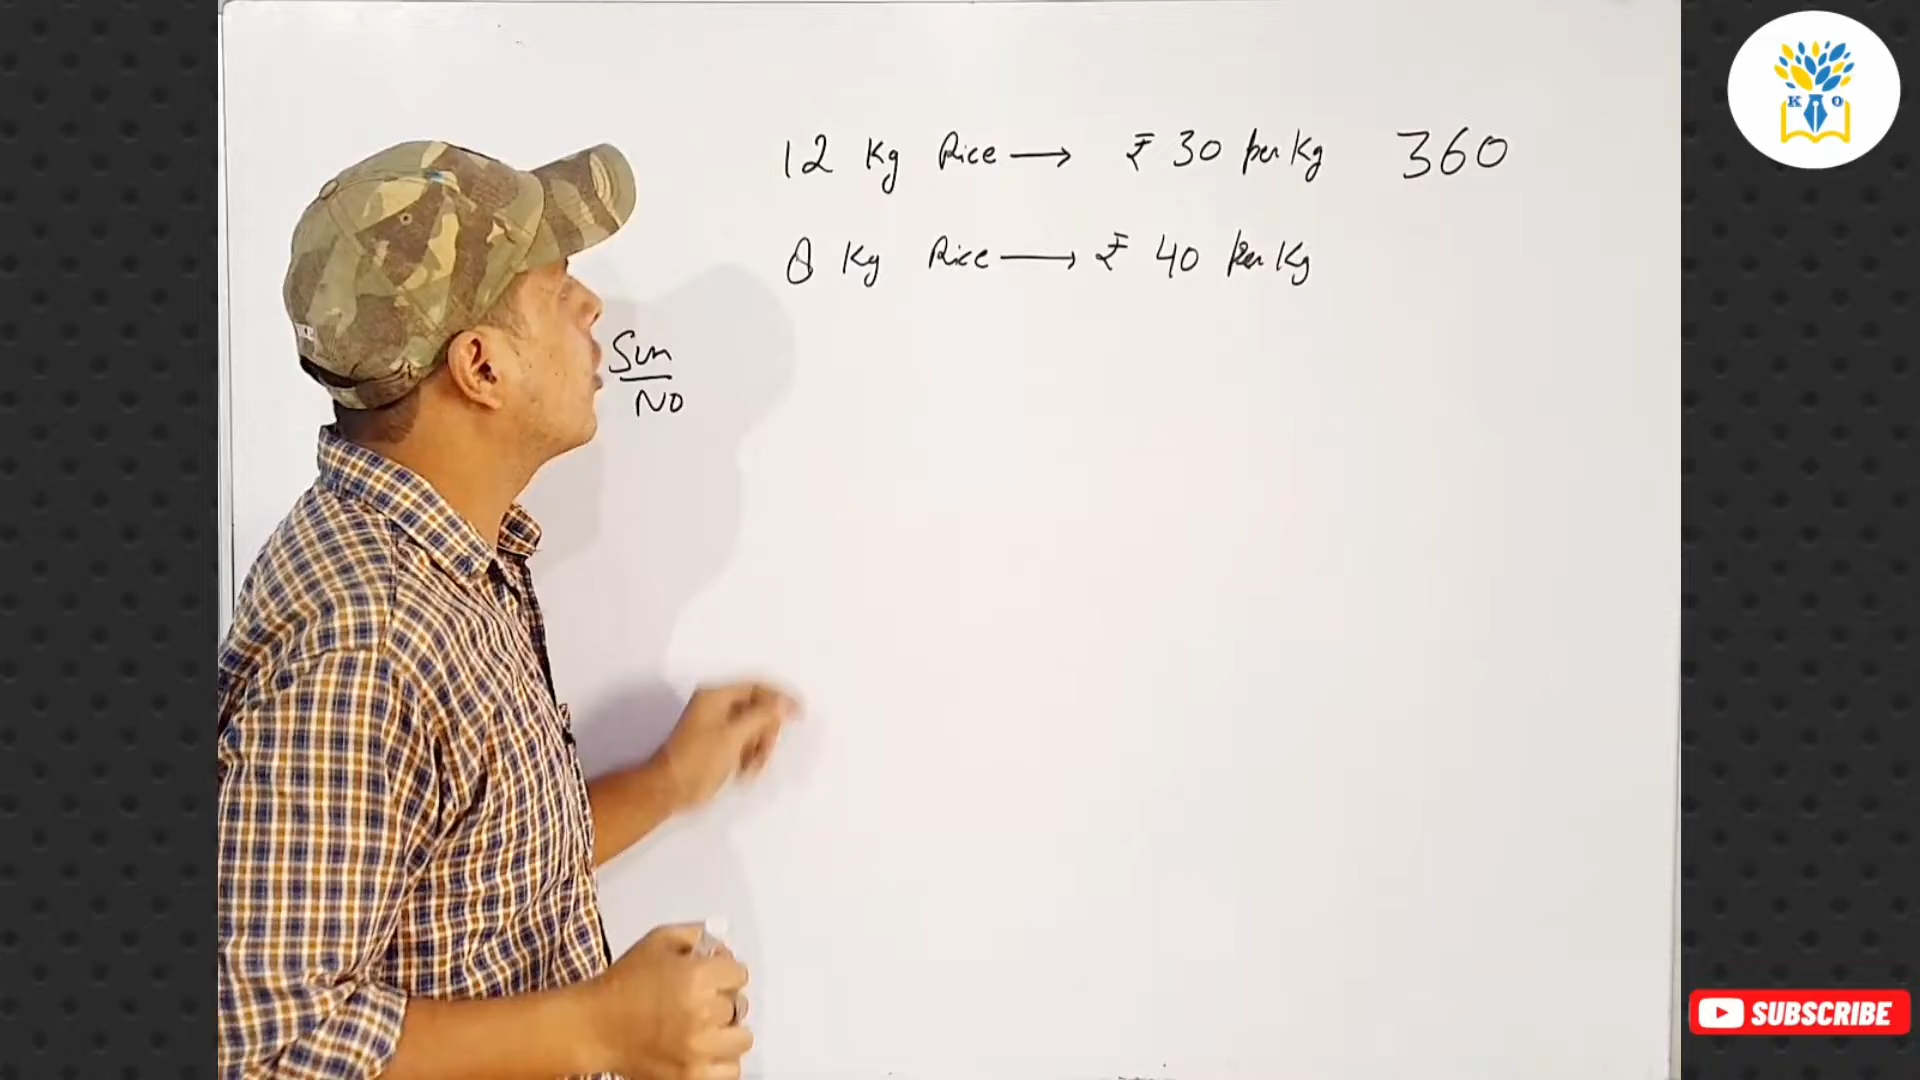 12 Kg Rice → ₹ 30 per Kg 360
8 Kg Rice → ₹ 40 per Kg
Sum
No
K O
SUBSCRIBE